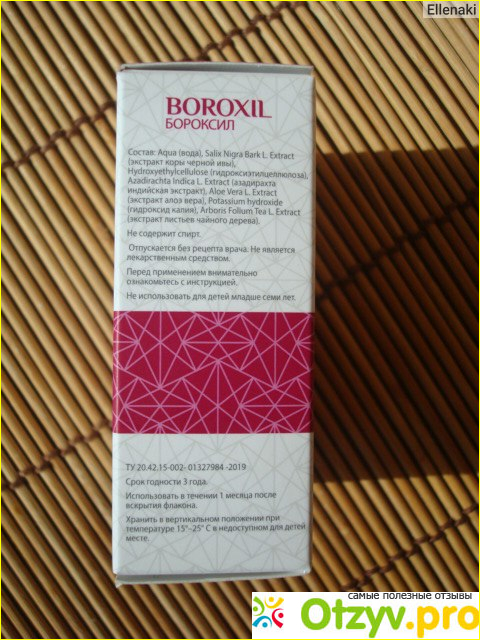 Ellenaki
BOROXIL
БОРОКСИЛ
Состав: Aqua (вода), Salix Nigra Bark L. Extract
(экстракт коры черной ивы),
Hydroxyethylcellulose (гидроксиэтилцеллюлоза),
Azadirachta Indica L. Extract (азадирахта
индийская экстракт), Aloe Vera L. Extract
(экстракт алоэ вера), Potassium hydroxide
(гидроксид калия), Arboris Folium Tea L. Extract
(экстракт листьев чайного дерева).
Не содержит спирт.
Отпускается без рецепта врача. Не является
лекарственным средством.
Перед применением внимательно
ознакомьтесь с инструкцией.
Не использовать для детей младше семи лет.
ТУ 20.42.15-002- 01327984 -2019
Срок годности 3 года.
Использовать в течении 1 месяца после
вскрытия флакона.
Хранить в вертикальном положении при
температуре 15°-25° С в недоступном для детей
месте.
самые полезные отзывы
Otzyv.pro